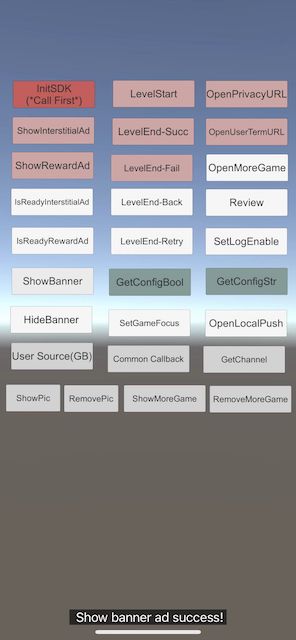 InitSDK
(*Call First*)
LevelStart
OpenPrivacyURL
ShowInterstitialAd
LevelEnd-Succ
OpenUserTermURL
ShowRewardAd
LevelEnd-Fail
OpenMoreGame
IsReadyInterstitialAd
LevelEnd-Back
Review
IsReadyRewardAd
LevelEnd-Retry
SetLogEnable
ShowBanner
GetConfigBool
GetConfigStr
HideBanner
SetGameFocus
OpenLocalPush
User Source(GB)
Common Callback
GetChannel
ShowPic
RemovePic
ShowMoreGame
RemoveMoreGame
Show banner ad success!